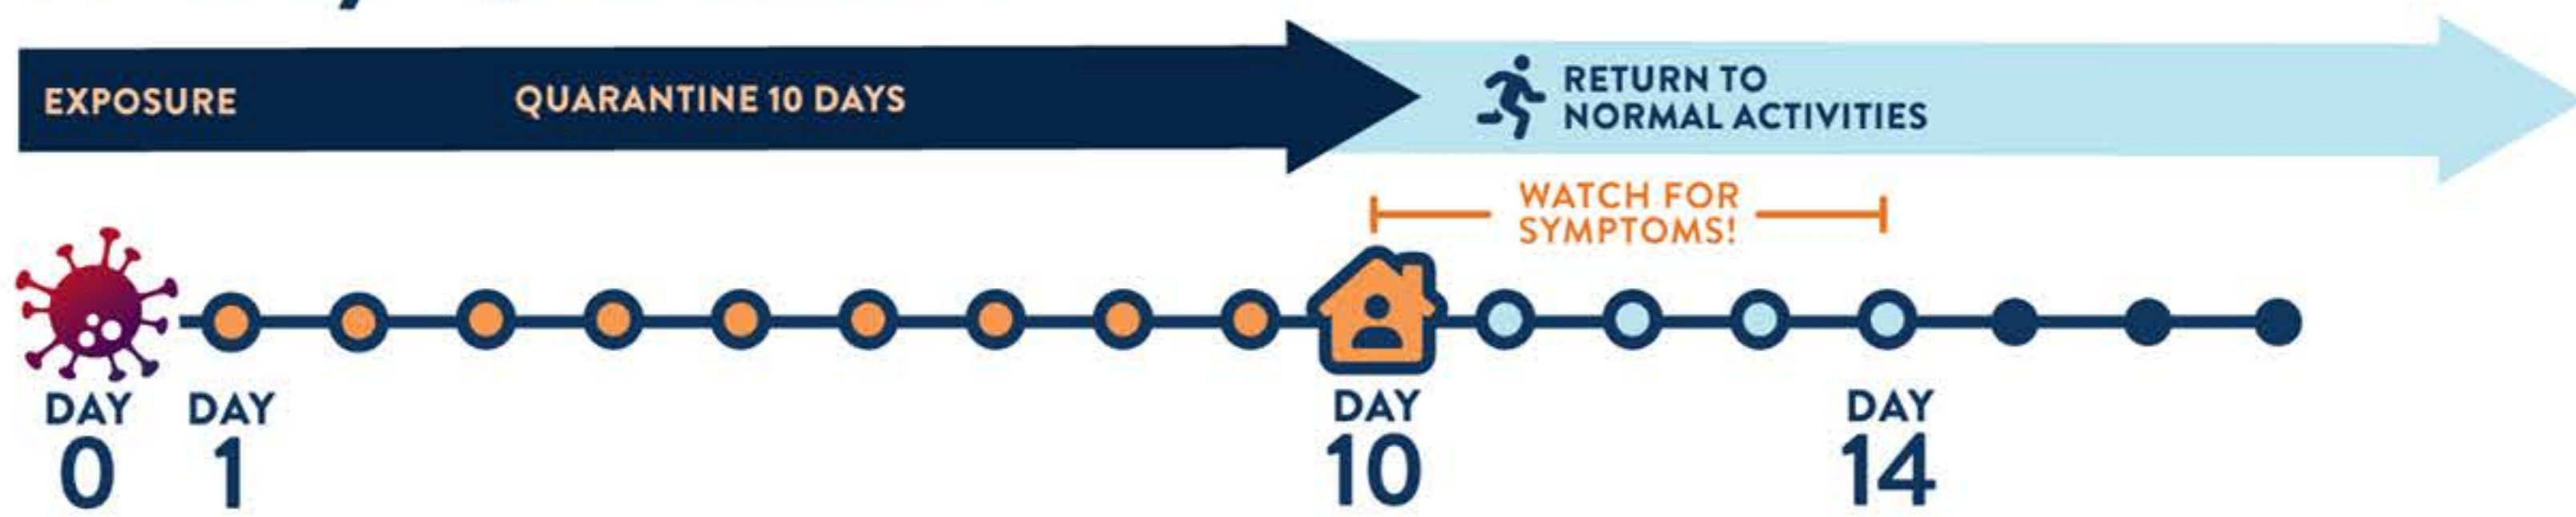 EXPOSURE
QUARANTINE 10 DAYS
RETURN TO
NORMAL ACTIVITIES
WATCH FOR
SYMPTOMS!
DAY
0
DAY
1
DAY
10
DAY
14